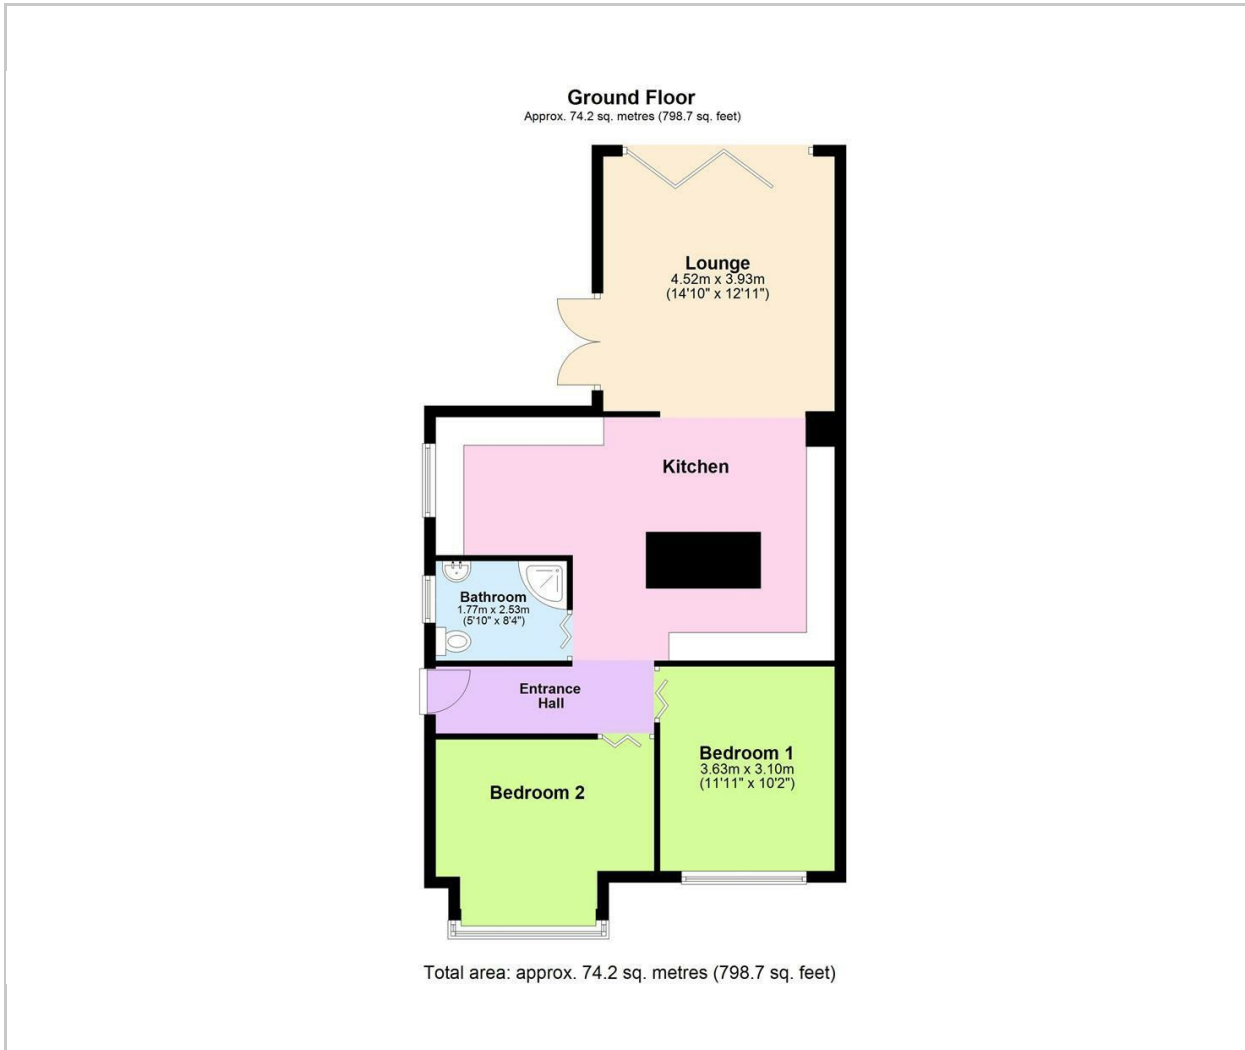 Ground Floor
Approx. 74.2 sq. metres (798.7 sq. feet)
Lounge
4.52m x 3.93m
(14'10" x 12'11")
Kitchen
Bathroom
1.77m x 2.53m
(5'10" x 8'4")
Entrance
Hall
Bedroom 1
3.63m x 3.10m
(11'11" x 10'2")
Bedroom 2
Total area: approx. 74.2 sq. metres (798.7 sq. feet)